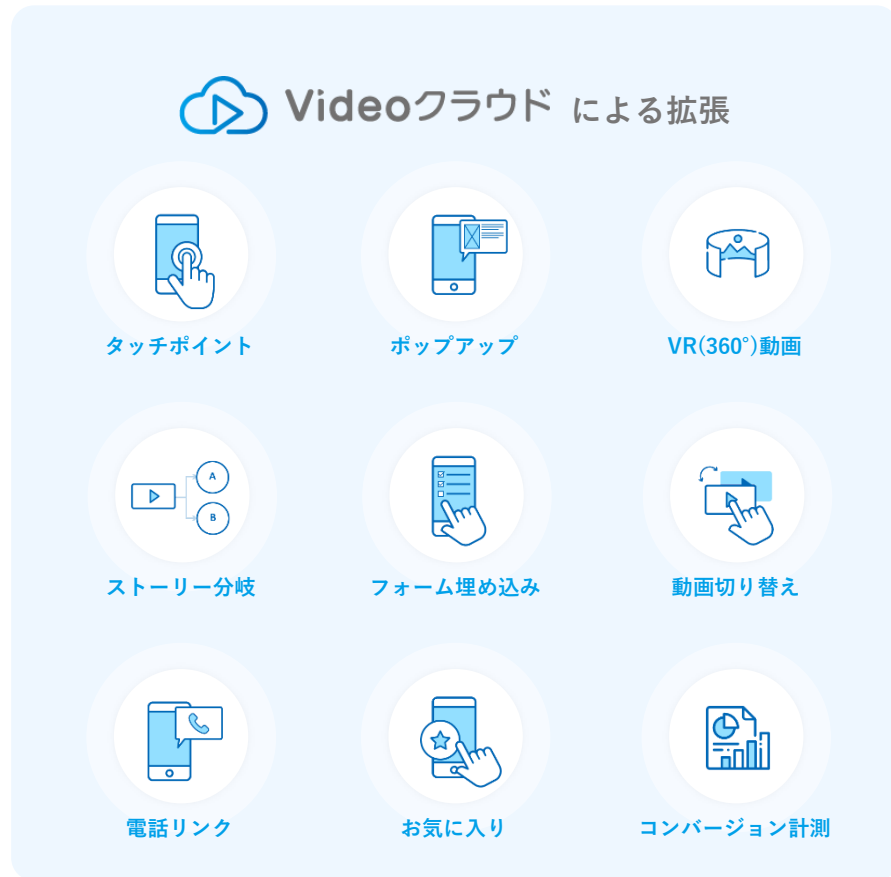 Videoクラウド による拡張
タッチポイント
ポップアップ
VR(360°)動画
A
B
ストーリー分岐
フォーム埋め込み
動画切り替え
電話リンク
お気に入り
コンバージョン計測